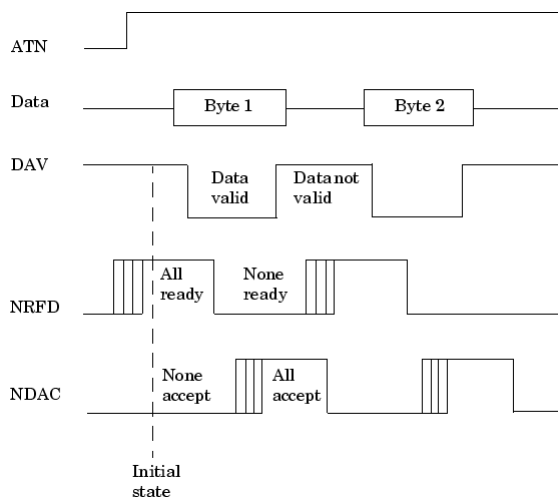 ATN
Data
Byte 1
Byte 2
DAV
Data
valid
Data not
valid
NRFD
All
ready
None
ready
NDAC
None
accept
All
accept
Initial
state